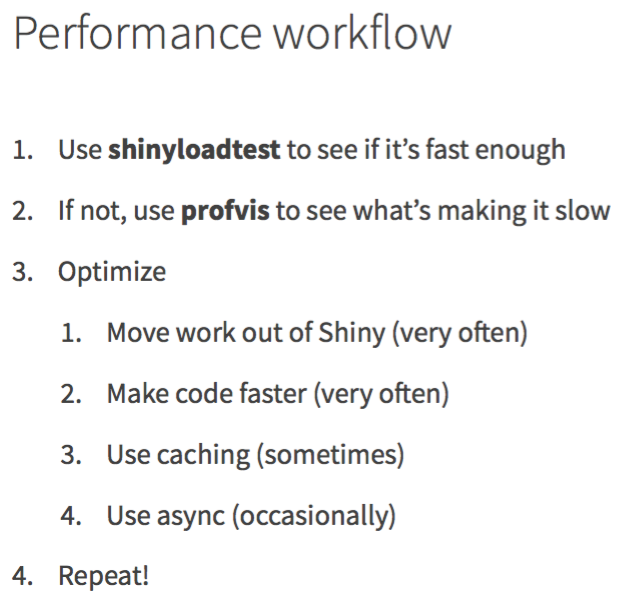 Performance workflow
1. Use shinyloadtest to see if it's fast enough
2. If not, use profvis to see what's making it slow
3. Optimize
1. Move work out of Shiny (very often)
2. Make code faster (very often)
3. Use caching (sometimes)
4. Use async (occasionally)
4. Repeat!